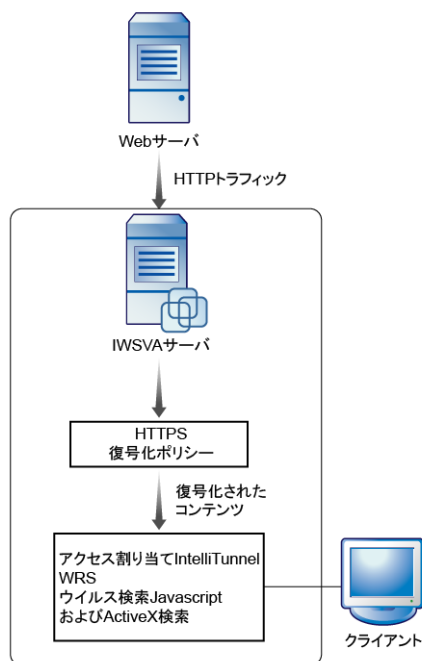 Webサーバ
HTTPトラフィック
IWSVAサーバ
HTTPS
復号化ポリシー
復号化された
コンテンツ
アクセス割り当てIntelliTunnel
WRS
ウイルス検索Javascript
およびActiveX検索
クライアント